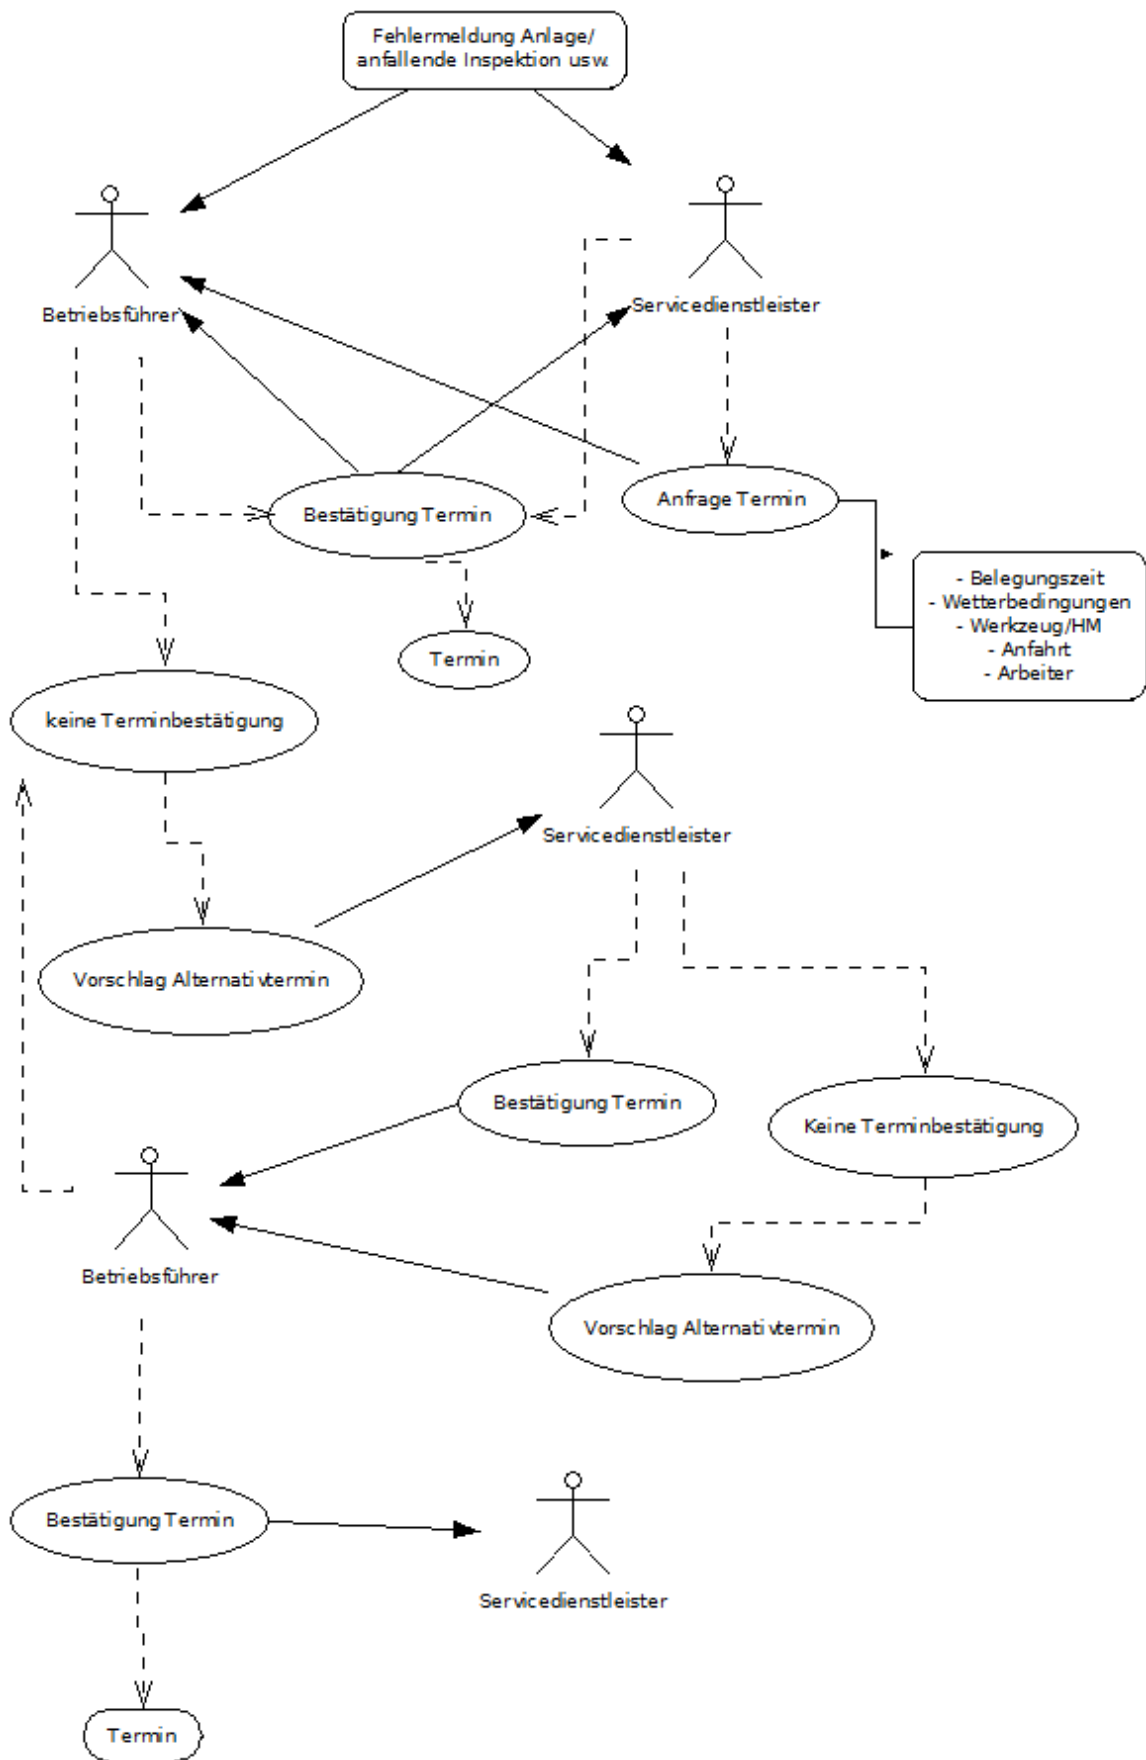 Fehlermeldung Anlage/
anfallende Inspektion usw.
Betriebsführer
Servicedienstleister
Bestätigung Termin
Anfrage Termin
- Belegungszeit
- Wetterbedingungen
- Werkzeug/HM
- Anfahrt
- Arbeiter
Termin
keine Terminbestätigung
Servicedienstleister
Vorschlag Alternativtermin
Bestätigung Termin
Keine Terminbestätigung
Betriebsführer
Vorschlag Alternativtermin
Bestätigung Termin
Servicedienstleister
Termin